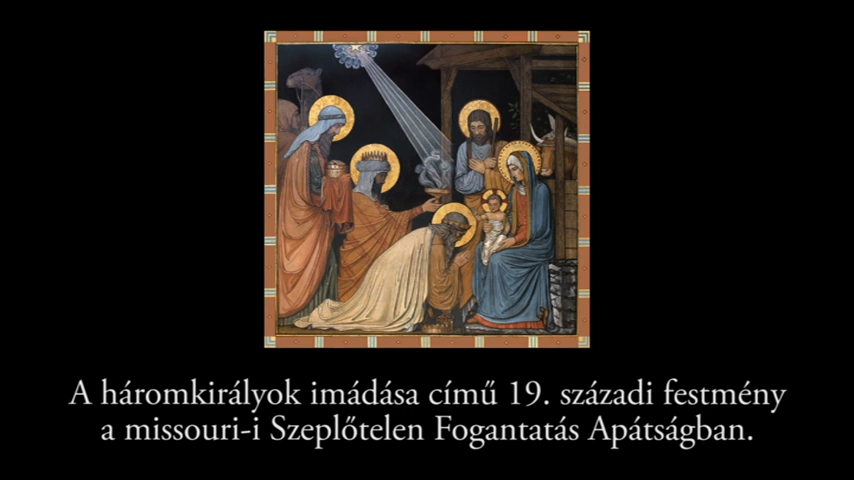 A háromkirályok imádása című 19. századi festmény
a missouri-i Szeplőtelen Fogantatás Apátságban.